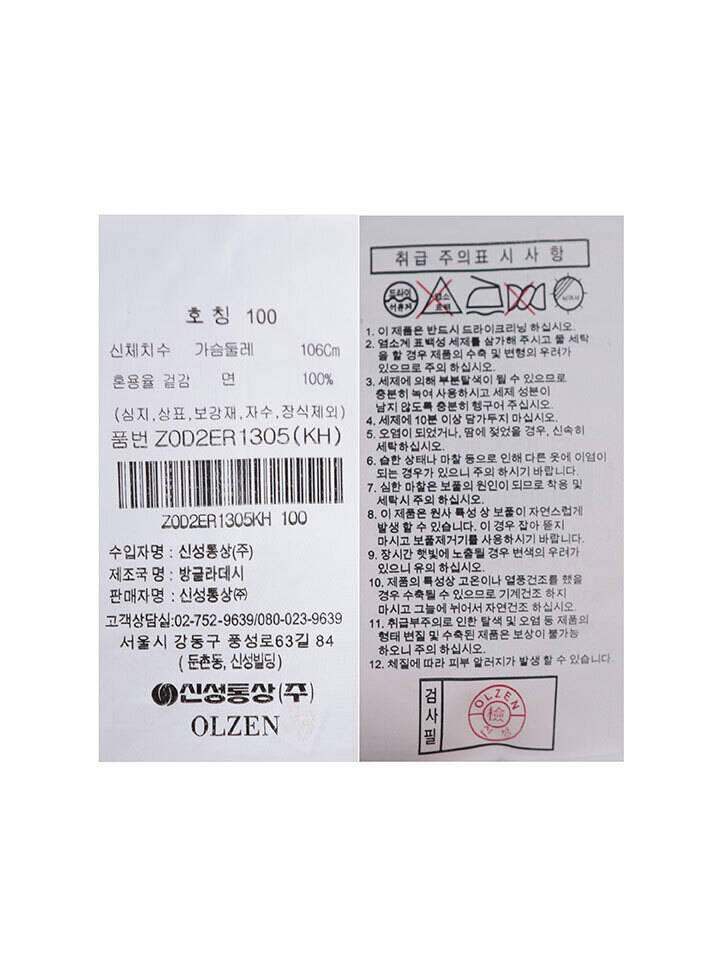 호칭 100
신체치수 가슴둘레 106Cm
혼용율 겉감 면 100%
(심지,상표,보강재,자수,장식제외)
품번 ZOD2ER1305(KH)
ZOD2ER1305KH 100
수입자명 : 신성통상(주)
제조국 명 : 방글라데시
판매자명 : 신성통상㈜
고객상담실:02-752-9639/080-023-9639
서울시 강동구 풍성로63길 84
( 둔촌동, 신성빌딩)
신성통상(주)
OLZEN
취급 주의표시사항
드라이
석유계
염소
표백
1. 이 제품은 반드시 드라이크리닝 하십시오.
2. 염소계 표백성 세제를 삼가해 주시고 물 세탁
을 할 경우 제품의 수축 및 변형의 우려가
있으므로 주의 하십시오.
3. 세제에 의해 부분탈색이 될 수 있으므로
충분히 녹여 사용하시고 세제 성분이
남지 않도록 충분히 헹구어 주십시오.
4. 세제에 10분 이상 담가두지 마십시오.
5. 오염이 되었거나, 땀에 젖었을 경우, 신속히
세탁하십시오.
6. 습한 상태나 마찰 등으로 인해 다른 옷에 이염이
되는 경우가 있으니 주의 하시기 바랍니다.
7. 심한 마찰은 보풀의 원인이 되므로 착용 및
세탁시 주의 하십시오.
8. 이 제품은 원사 특성 상 보풀이 자연스럽게
발생 할 수 있습니다. 이 경우 잡아 뜯지
마시고 보풀제거기를 사용하시기 바랍니다.
9. 장시간 햇빛에 노출될 경우 변색의 우려가
있으니 유의 하십시오.
10. 제품의 특성상 고온이나 열풍건조를 했을
경우 수축될 수 있으므로 기계건조 하지
마시고 그늘에 뉘어서 자연건조 하십시오.
11. 취급부주의로 인한 탈색 및 오염 등 제품의
형태 변질 및 수축된 제품은 보상이 불가능
하오니 주의 하십시오.
12. 체질에 따라 피부 알러지가 발생 할 수 있습니다.
검사필
OLZEN
檢
신성